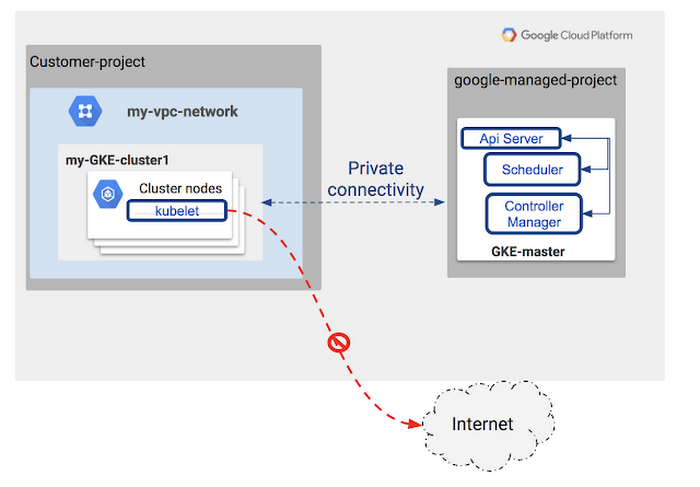 Google Cloud Platform
Customer-project
my-vpc-network
my-GKE-cluster1
Cluster nodes
kubelet
Private
connectivity
google-managed-project
Api Server
Scheduler
Controller
Manager
GKE-master
Internet